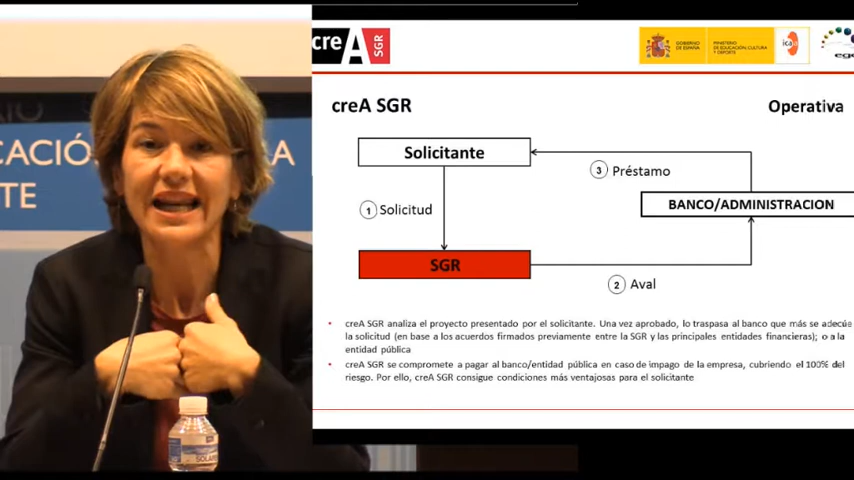 CACIÓ
A
TE
SOLARES
creA
SGR
GOBIERNO
DE ESPAÑA
MINISTERIO
DE EDUCACIÓN, CULTURA
Y DEPORTE
ica
creA SGR
Operativa
Solicitante
3 Préstamo
BANCO/ADMINISTRACION
1 Solicitud
SGR
2 Aval
• creA SGR analiza el proyecto presentado por el solicitante. Una vez aprobado, lo traspasa al banco que más se adecúe
la solicitud (en base a los acuerdos firmados previamente entre la SGR y las principales entidades financieras); o a la
entidad pública
• creA SGR se compromete a pagar al banco/entidad pública en caso de impago de la empresa, cubriendo el 100% del
riesgo. Por ello, creA SGR consigue condiciones más ventajosas para el solicitante